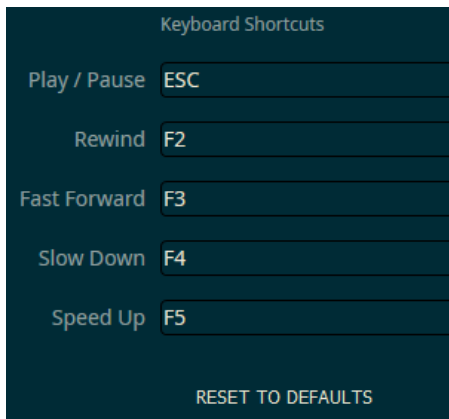 Keyboard Shortcuts
Play / Pause ESC
Rewind F2
Fast Forward F3
Slow Down F4
Speed Up F5
RESET TO DEFAULTS